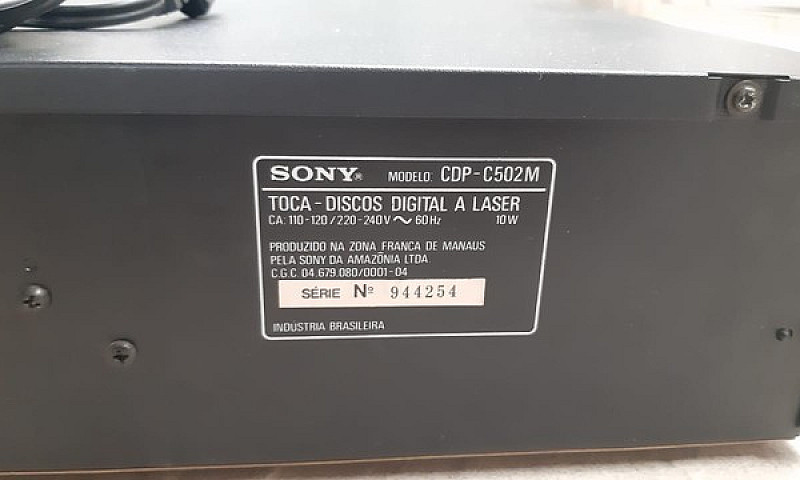 SONY® MODELO: CDP-C502M
TOCA-DISCOS DIGITAL A LASER
CA: 110-120/220-240V ～ 60Hz 10W
PRODUZIDO NA ZONA FRANCA DE MANAUS
PELA SONY DA AMAZÔNIA LTDA.
C.G.C. 04.679.080/0001-04
SÉRIE Nº 944254
INDÚSTRIA BRASILEIRA